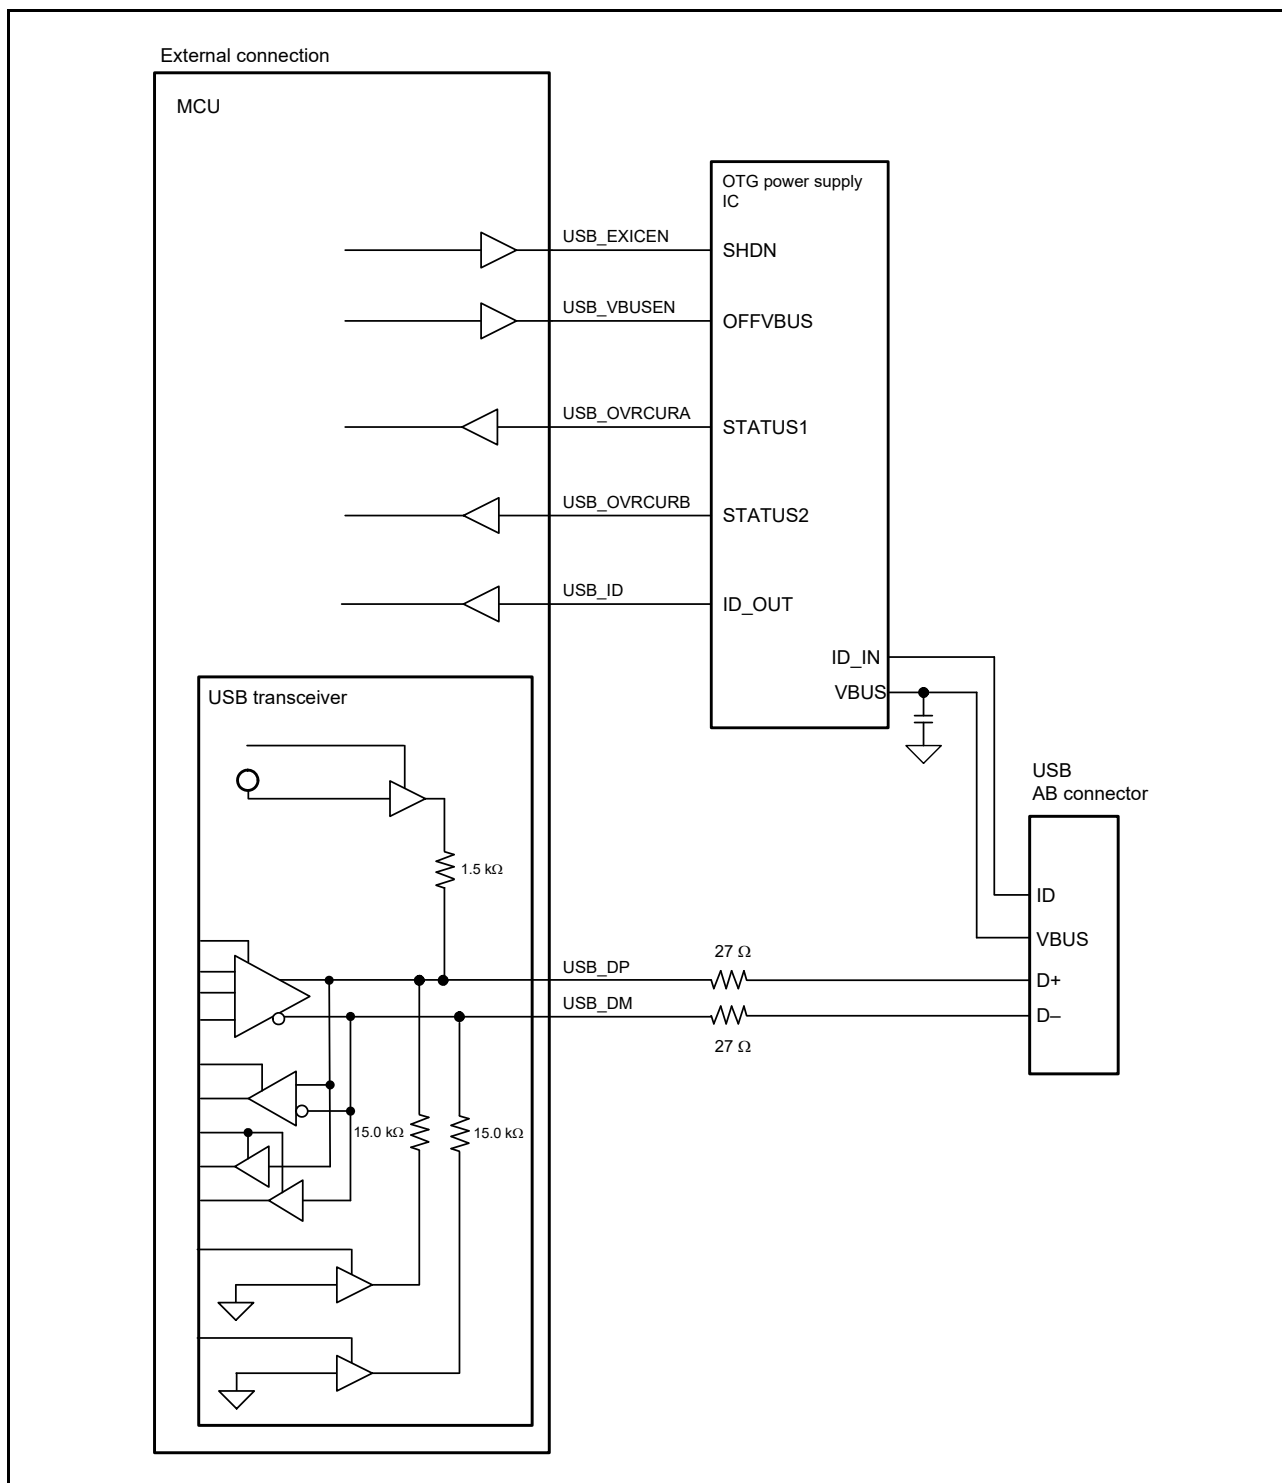 External connection
MCU
OTG power supply
IC
USB_EXICEN
SHDN
USB_VBUSEN
OFFVBUS
USB_OVRCURA
STATUS1
USB_OVRCURB
STATUS2
USB_ID
ID_OUT
ID_IN
VBUS
USB transceiver
USB
AB connector
1.5 kΩ
ID
VBUS
27 Ω
USB_DP
D+
USB_DM
D–
27 Ω
15.0 kΩ
15.0 kΩ